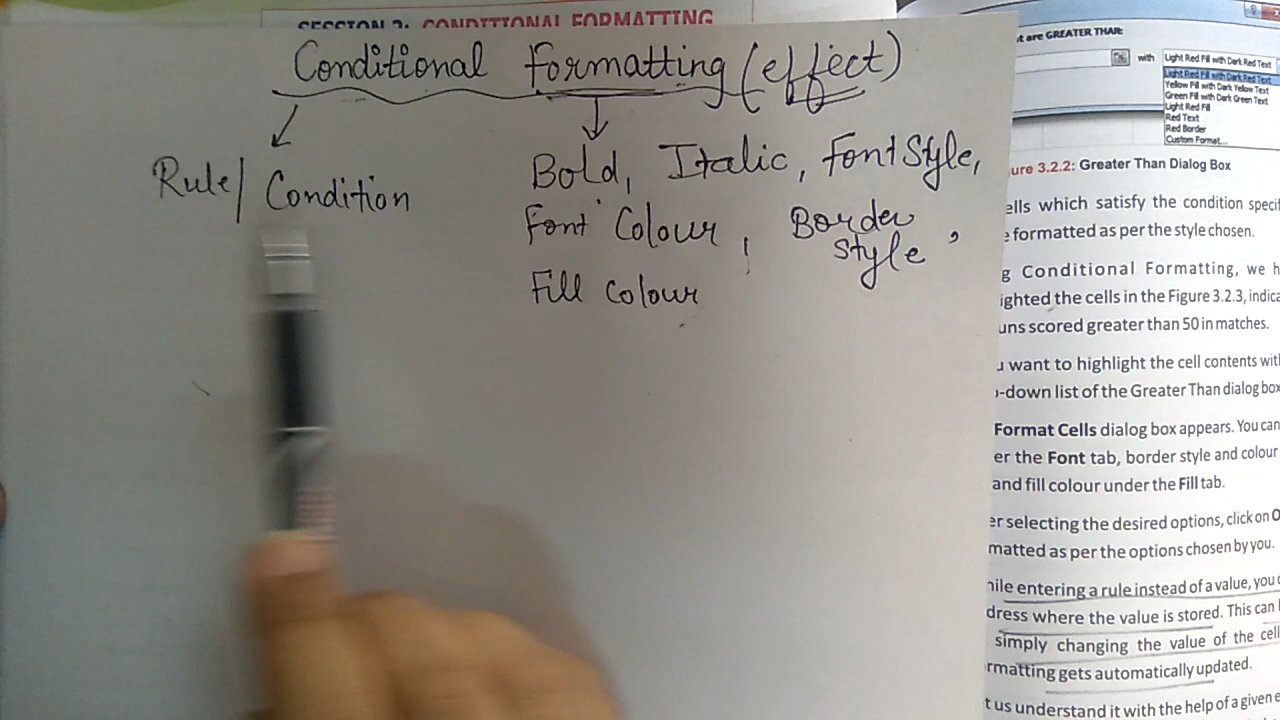 SESSION 2: CONDITIONAL FORMATTING
Conditional Formatting (effect)
Rule/ Condition
Bold, Italic, Font Style,
Font Colour, Border Style,
Fill Colour
at are GREATER THAN:
with Light Red Fill with Dark Red Text
Light Red Fill with Dark Red Text
Yellow Fill with Dark Yellow Text
Green Fill with Dark Green Text
Light Red Fill
Red Text
Red Border
Custom Format...
ure 3.2.2: Greater Than Dialog Box
ells which satisfy the condition specif
e formatted as per the style chosen.
g Conditional Formatting, we h
ighted the cells in the Figure 3.2.3, indica
uns scored greater than 50 in matches.
u want to highlight the cell contents wit
-down list of the Greater Than dialog box
Format Cells dialog box appears. You can
er the Font tab, border style and colour
and fill colour under the Fill tab.
er selecting the desired options, click on O
matted as per the options chosen by you.
hile entering a rule instead of a value, you c
dress where the value is stored. This can
simply changing the value of the cell
rmatting gets automatically updated.
t us understand it with the help of a given e